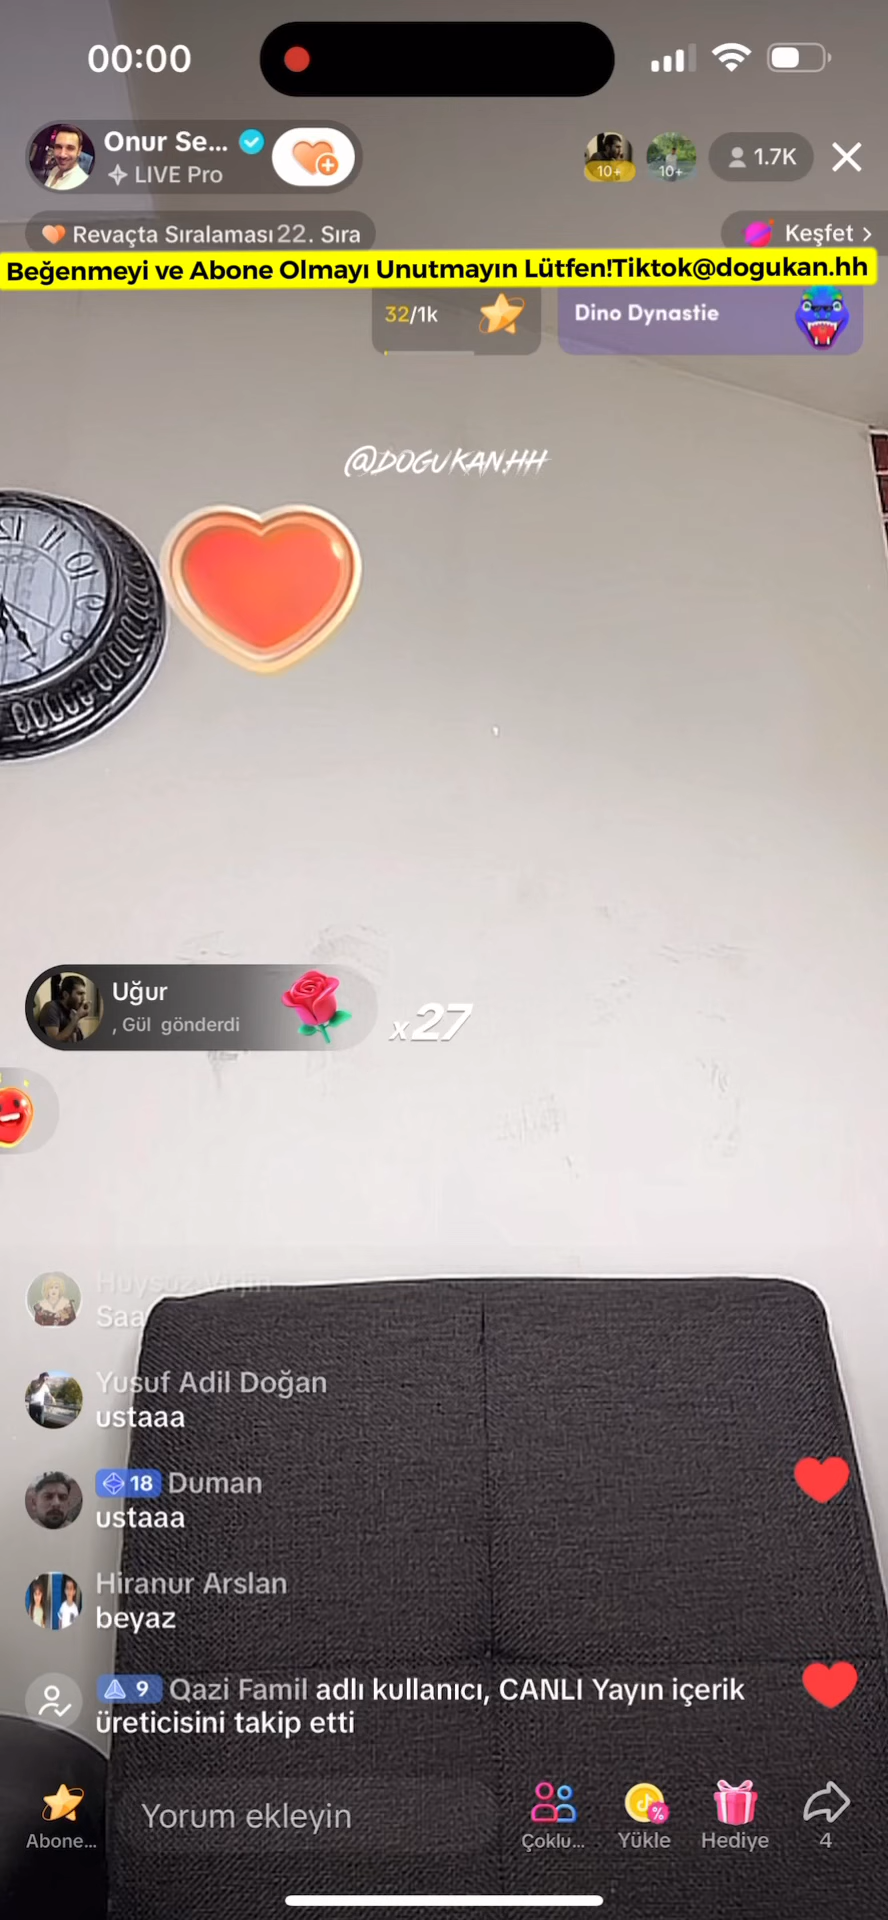 00:00
Onur Se...
LIVE Pro
10+
10+
1.7K
Revaçta Sıralaması 22. Sıra
Keşfet >
Beğenmeyi ve Abone Olmayı Unutmayın Lütfen!Tiktok@dogukan.hh
32/1k
Dino Dynastie
@DOGUKAN.HH
Uğur
, Gül gönderdi
x27
Huysuz Virjin
Saa
Yusuf Adil Doğan
ustaaa
18 Duman
ustaaa
Hiranur Arslan
beyaz
9 Qazi Famil adlı kullanıcı, CANLI Yayın içerik
üreticisini takip etti
Yorum ekleyin
Abone...
Çoklu...
Yükle
Hediye
4